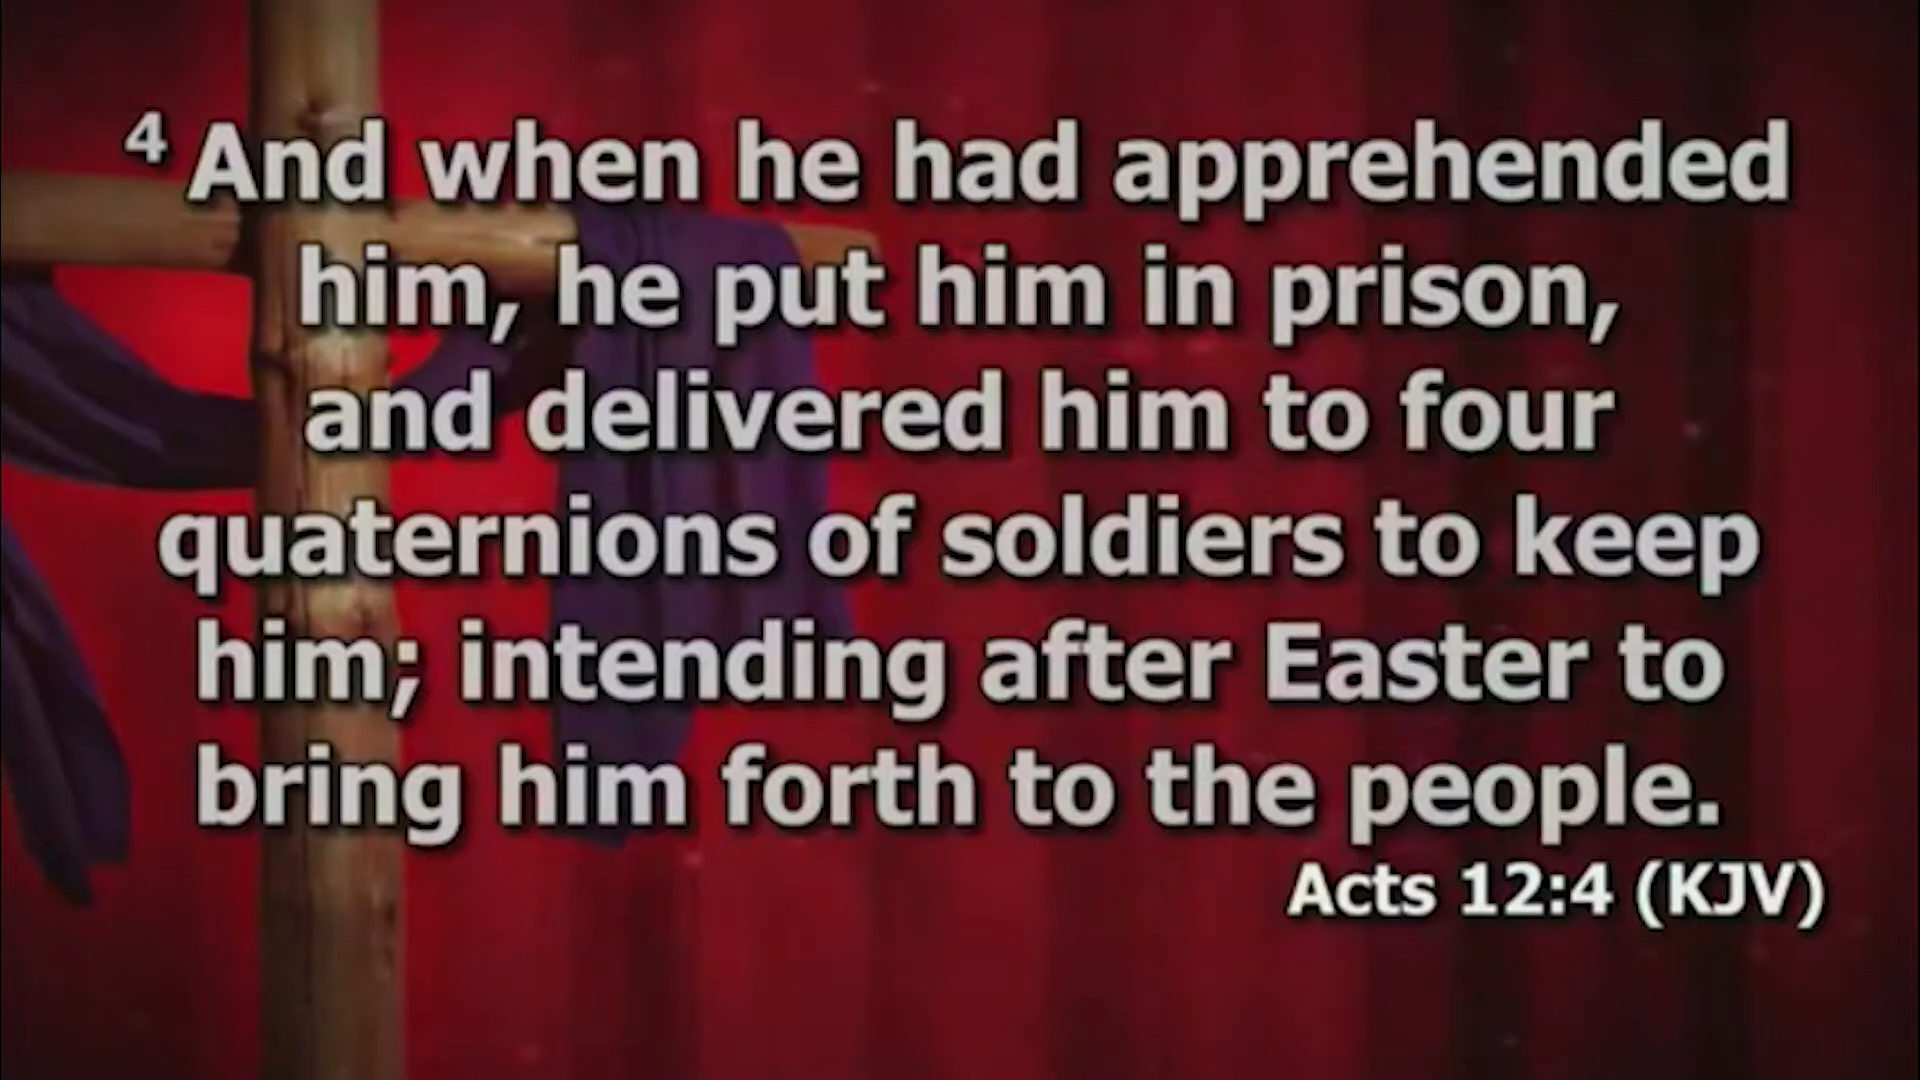 4 And when he had apprehended
him, he put him in prison,
and delivered him to four
quaternions of soldiers to keep
him; intending after Easter to
bring him forth to the people.
Acts 12:4 (KJV)